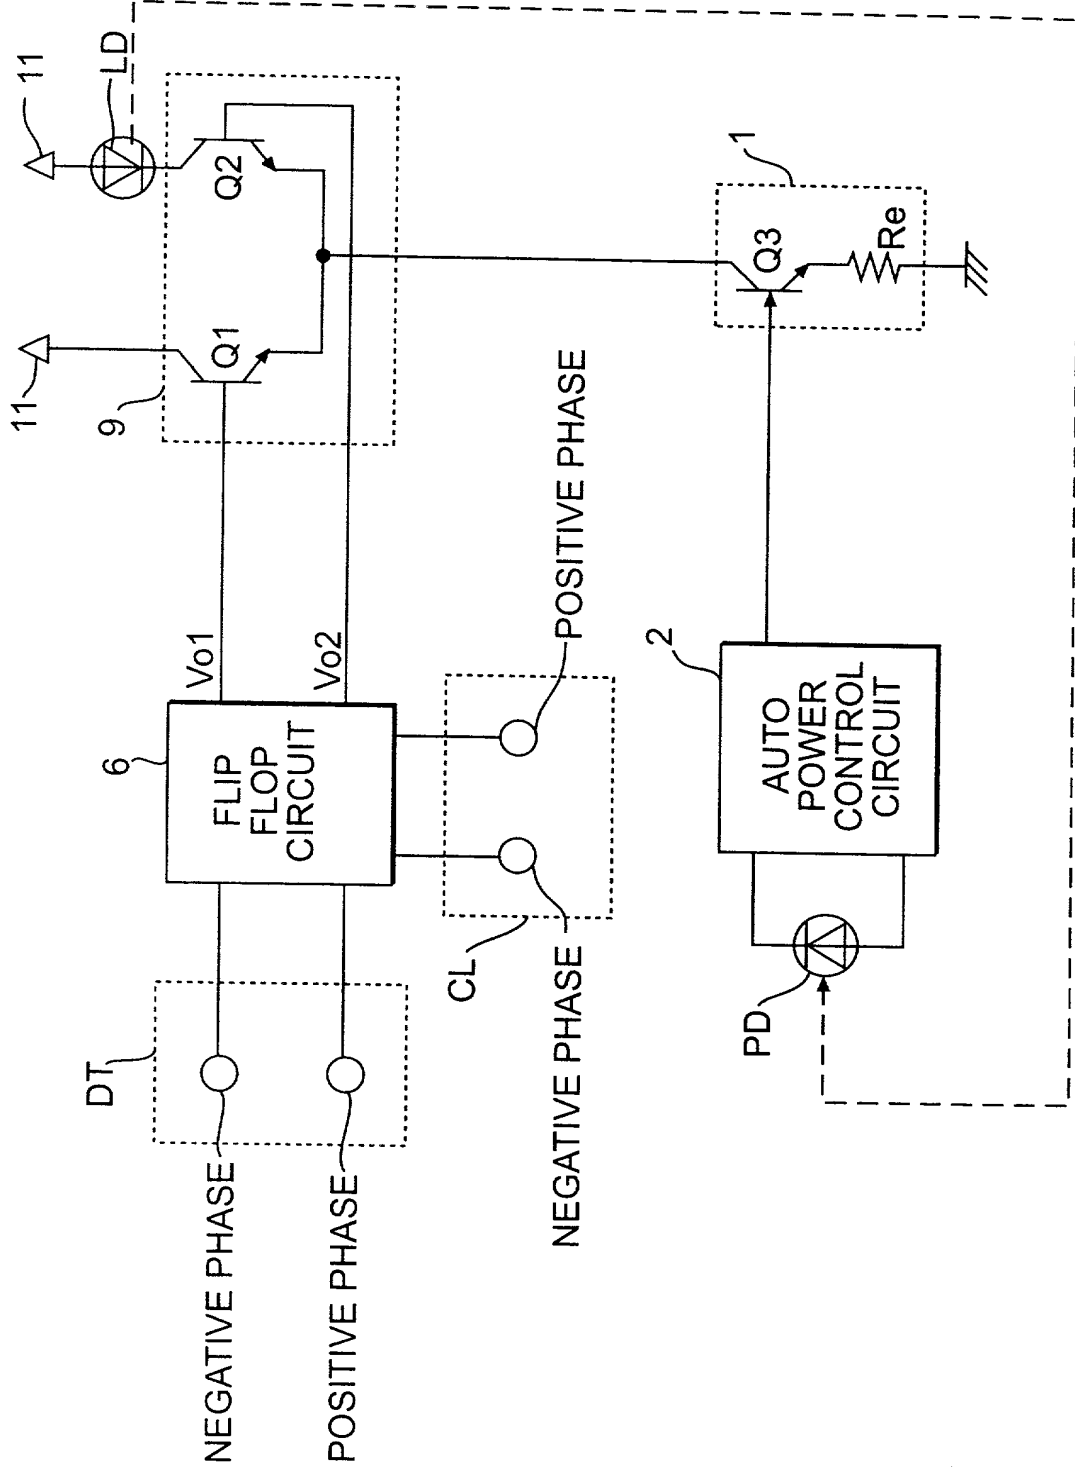 11
11
LD
9
Q1
Q2
Vo1
Vo2
6
FLIP
FLOP
CIRCUIT
DT
NEGATIVE PHASE
POSITIVE PHASE
CL
NEGATIVE PHASE
POSITIVE PHASE
1
Q3
Re
2
AUTO
POWER
CONTROL
CIRCUIT
PD